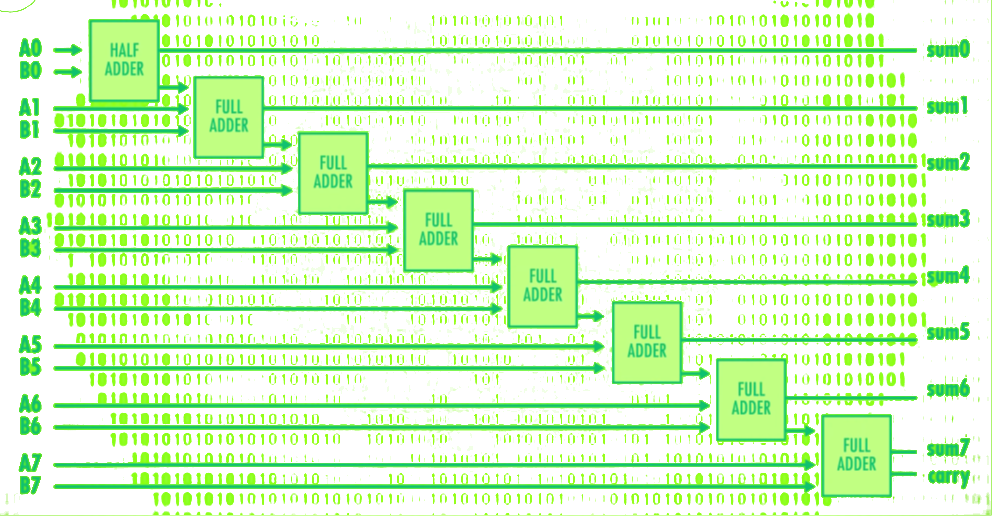 A0
HALF ADDER
sum0
B0
A1
FULL ADDER
sum1
B1
A2
FULL ADDER
sum2
B2
A3
FULL ADDER
sum3
B3
A4
FULL ADDER
sum4
B4
A5
FULL ADDER
sum5
B5
A6
FULL ADDER
sum6
B6
A7
FULL ADDER
sum7
B7
carry